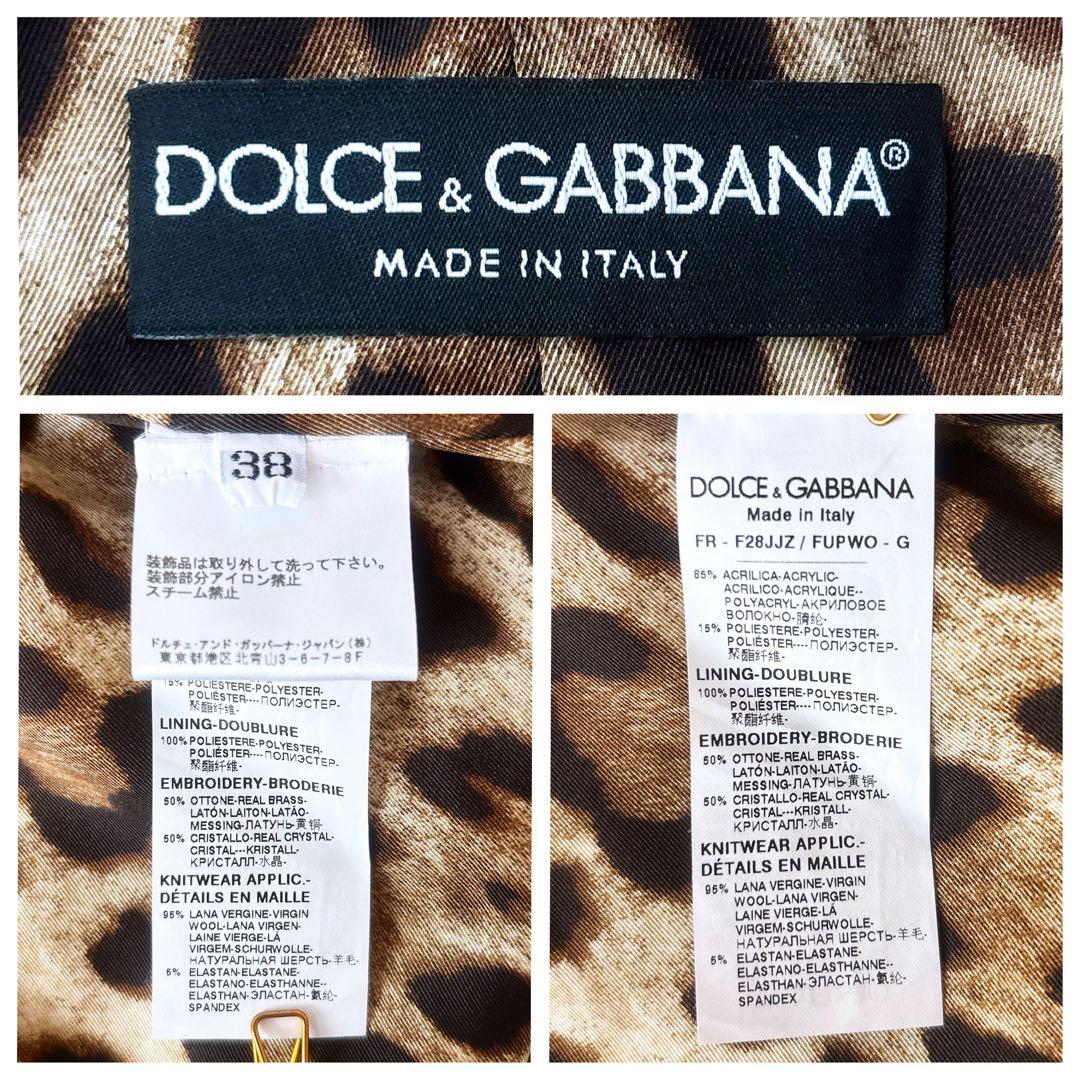 DOLCE & GABBANA®
MADE IN ITALY
38
装飾品は取り外して洗って下さい。
装飾部分アイロン禁止
スチーム禁止
ドルチェ・アンド・ガッバーナ・ジャパン(株)
東京都港区北青山3-6-7-8F
15% POLIESTERE-POLYESTER-
POLIÉSTER----ПОЛИЭСТЕР-
聚酯纤维-
LINING-DOUBLURE
100% POLIESTERE-POLYESTER-
POLIÉSTER----ПОЛИЭСТЕР-
聚酯纤维-
EMBROIDERY-BRODERIE
50% OTTONE-REAL BRASS-
LATÓN-LAITON-LATÃO-
MESSING-ЛАТУНЬ-黄铜-
50% CRISTALLO-REAL CRYSTAL-
CRISTAL---KRISTALL-
КРИСТАЛЛ-水晶-
KNITWEAR APPLIC.-
DÉTAILS EN MAILLE
95% LANA VERGINE-VIRGIN
WOOL-LANA VIRGEN-
LAINE VIERGE-LÃ
VIRGEM-SCHURWOLLE-
НАТУРАЛЬНАЯ ШЕРСТЬ-羊毛-
5% ELASTAN-ELASTANE-
ELASTANO-ELASTHANNE--
ELASTHAN-ЭЛАСТАН-氨纶-
SPANDEX
DOLCE & GABBANA
Made in Italy
FR - F28JJZ / FUPWO - G
85% ACRILICA-ACRYLIC-
ACRILICO-ACRYLIQUE--
POLYACRYL-АКРИЛОВОЕ
ВОЛОКНО-腈纶-
15% POLIESTERE-POLYESTER-
POLIÉSTER----ПОЛИЭСТЕР-
聚酯纤维-
LINING-DOUBLURE
100% POLIESTERE-POLYESTER-
POLIÉSTER----ПОЛИЭСТЕР-
聚酯纤维-
EMBROIDERY-BRODERIE
50% OTTONE-REAL BRASS-
LATÓN-LAITON-LATÃO-
MESSING-ЛАТУНЬ-黄铜-
50% CRISTALLO-REAL CRYSTAL-
CRISTAL---KRISTALL-
КРИСТАЛЛ-水晶-
KNITWEAR APPLIC.-
DÉTAILS EN MAILLE
95% LANA VERGINE-VIRGIN
WOOL-LANA VIRGEN-
LAINE VIERGE-LÃ
VIRGEM-SCHURWOLLE-
НАТУРАЛЬНАЯ ШЕРСТЬ-羊毛-
5% ELASTAN-ELASTANE-
ELASTANO-ELASTHANNE--
ELASTHAN-ЭЛАСТАН-氨纶-
SPANDEX